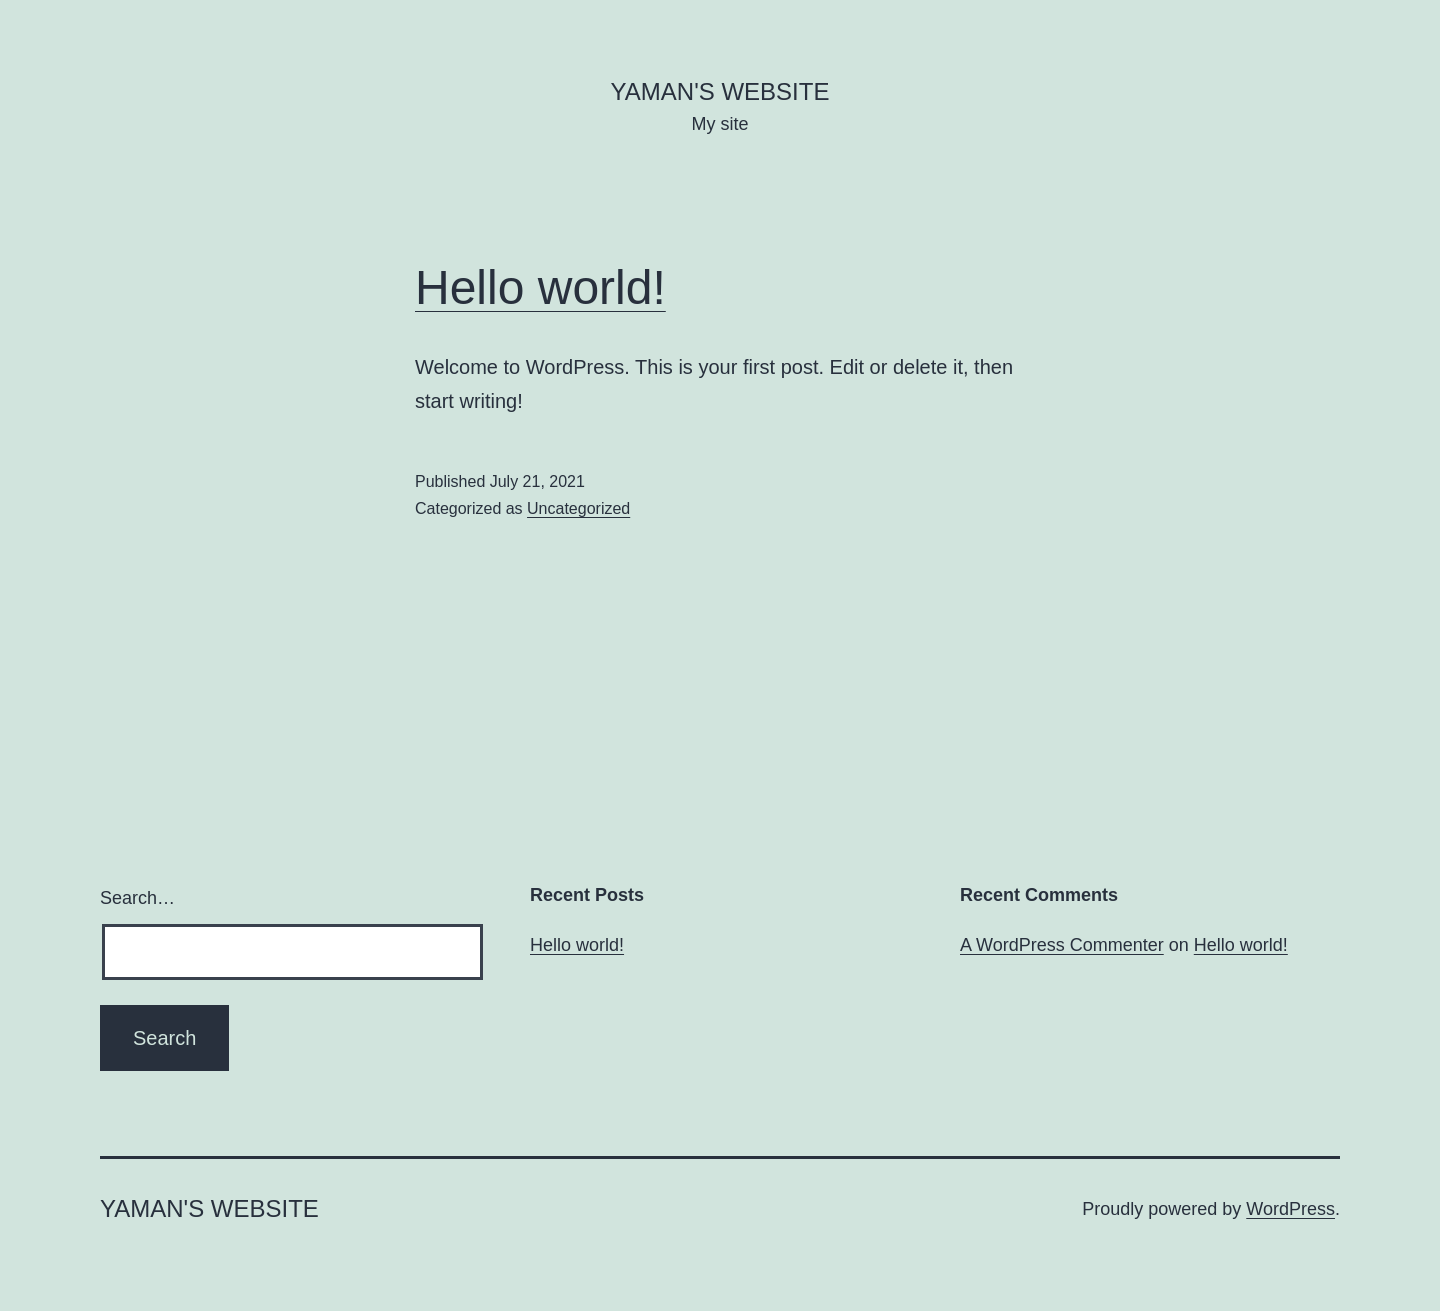 YAMAN'S WEBSITE
My site
Hello world!
Welcome to WordPress. This is your first post. Edit or delete it, then
start writing!
Published July 21, 2021
Categorized as Uncategorized
Search…
Search
Recent Posts
Hello world!
Recent Comments
A WordPress Commenter on Hello world!
YAMAN'S WEBSITE
Proudly powered by WordPress.